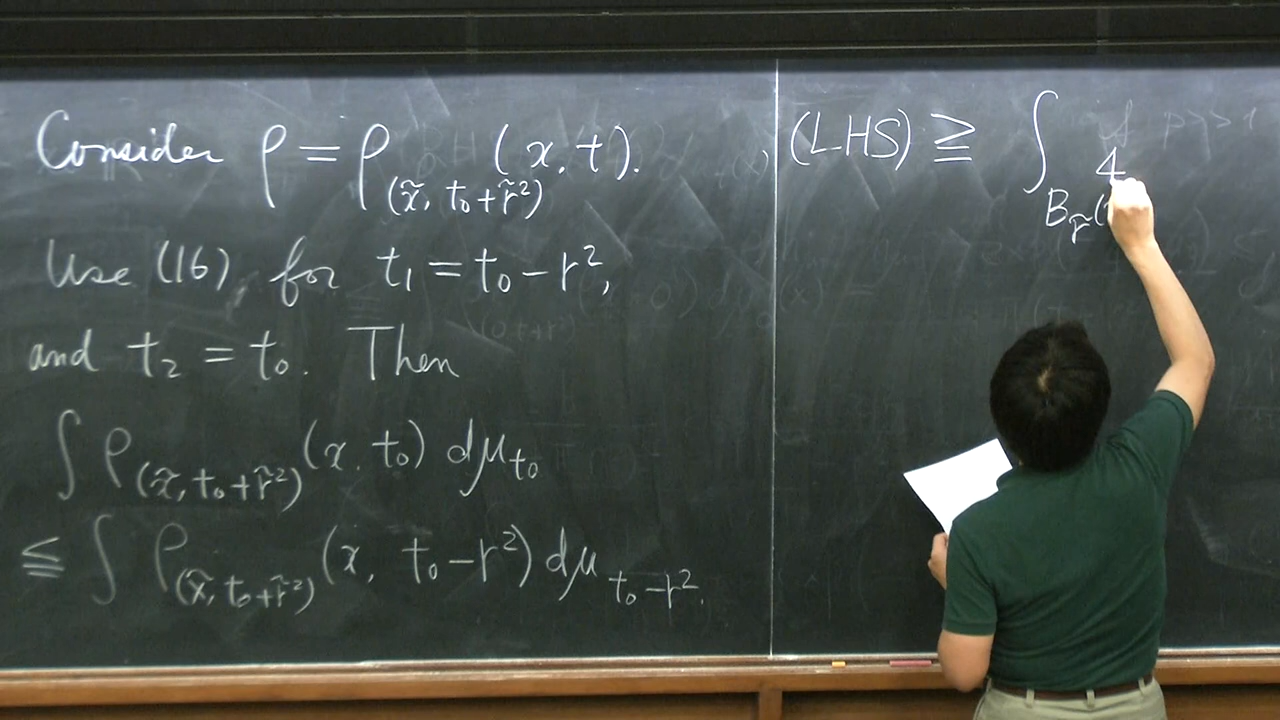 Consider ρ = ρ_(x̃, t₀+r̃²) (x, t).
Use (16) for t₁ = t₀ − r²,
and t₂ = t₀. Then
∫ ρ_(x̃, t₀+r̃²) (x, t₀) dμ_t₀
≦ ∫ ρ_(x̃, t₀+r̃²) (x, t₀ − r²) dμ_t₀−r².
(LHS) ≧ ∫_B_r̃( 4